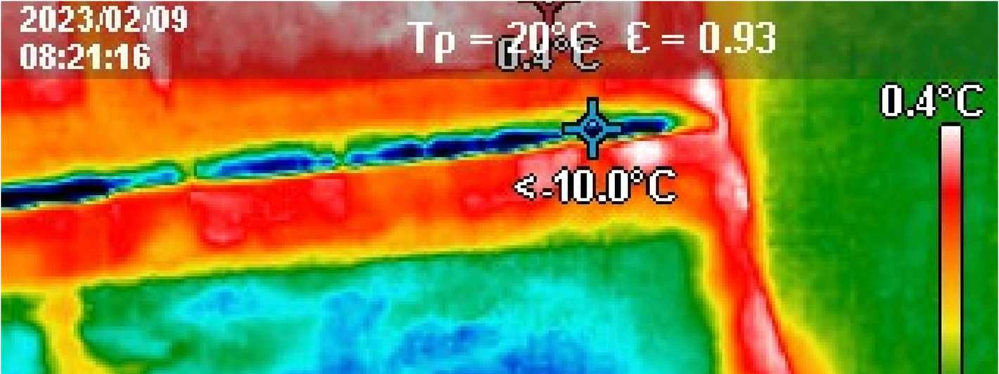 2023/02/09
08:21:16
Tp = 20°C Ɛ = 0.93
0.4°C
0.4°C
<-10.0°C